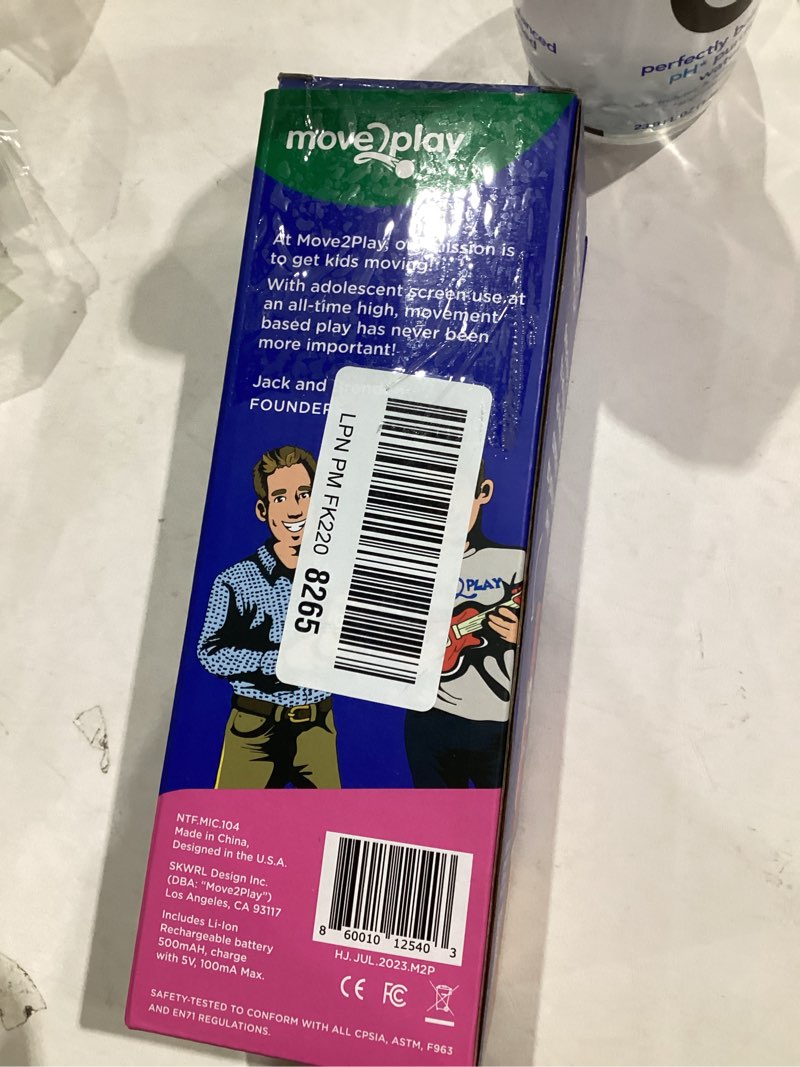 move2play
At Move2Play, our mission is
to get kids moving!
With adolescent screen use at
an all-time high, movement-
based play has never been
more important!
Jack and
FOUNDER
LPN PM FK220 8265
2PLAY
NTF.MIC.104
Made in China,
Designed in the U.S.A.
SKWRL Design Inc.
(DBA: "Move2Play")
Los Angeles, CA 93117
Includes Li-Ion
Rechargeable battery
500mAH, charge
with 5V, 100mA Max.
8 60010 12540 3
HJ.JUL.2023.M2P
CE FC
SAFETY-TESTED TO CONFORM WITH ALL CPSIA, ASTM, F963
AND EN71 REGULATIONS.
perfectly
pH+